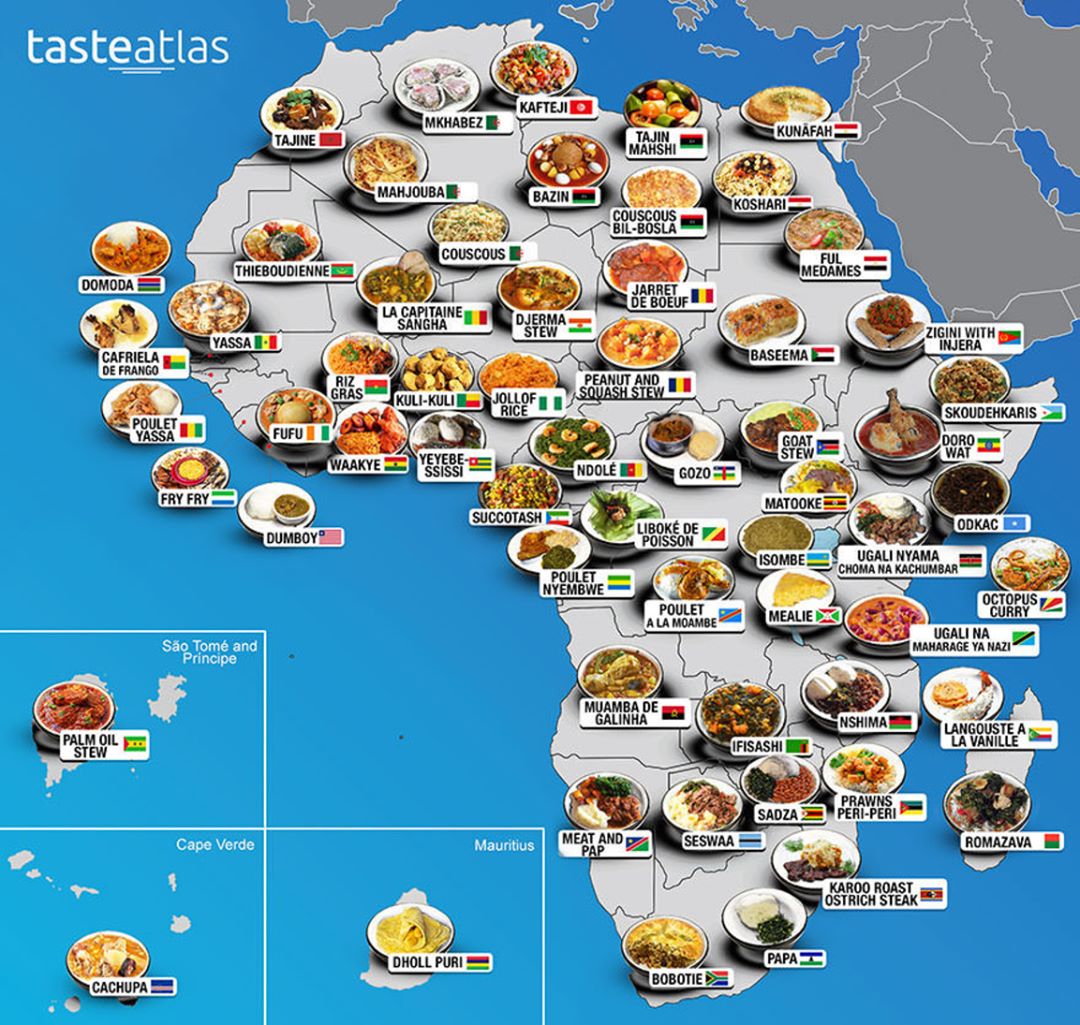 tasteatlas
TAJINE
MKHABEZ
KAFTEJI
TAJIN
MAHSHI
KUNĀFAH
MAHJOUBA
BAZIN
COUSCOUS
BIL-BOSLA
KOSHARI
COUSCOUS
FUL
MEDAMES
THIEBOUDIENNE
DOMODA
LA CAPITAINE
SANGHA
DJERMA
STEW
JARRET
DE BOEUF
YASSA
CAFRIELA
DE FRANGO
BASEEMA
ZIGINI WITH
INJERA
RIZ
GRAS
KULI-KULI
JOLLOF
RICE
PEANUT AND
SQUASH STEW
SKOUDEHKARIS
POULET
YASSA
FUFU
WAAKYE
YEYEBE-
SSISSI
NDOLÉ
GOZO
GOAT
STEW
DORO
WAT
FRY FRY
DUMBOY
SUCCOTASH
LIBOKÉ DE
POISSON
MATOOKE
ODKAC
ISOMBE
UGALI NYAMA
CHOMA NA KACHUMBAR
POULET
NYEMBWE
POULET
A LA MOAMBE
MEALIE
OCTOPUS
CURRY
UGALI NA
MAHARAGE YA NAZI
São Tomé and
Príncipe
PALM OIL
STEW
MUAMBA DE
GALINHA
IFISASHI
NSHIMA
LANGOUSTE A
LA VANILLE
MEAT AND
PAP
SESWAA
SADZA
PRAWNS
PERI-PERI
ROMAZAVA
Cape Verde
Mauritius
KAROO ROAST
OSTRICH STEAK
CACHUPA
DHOLL PURI
BOBOTIE
PAPA